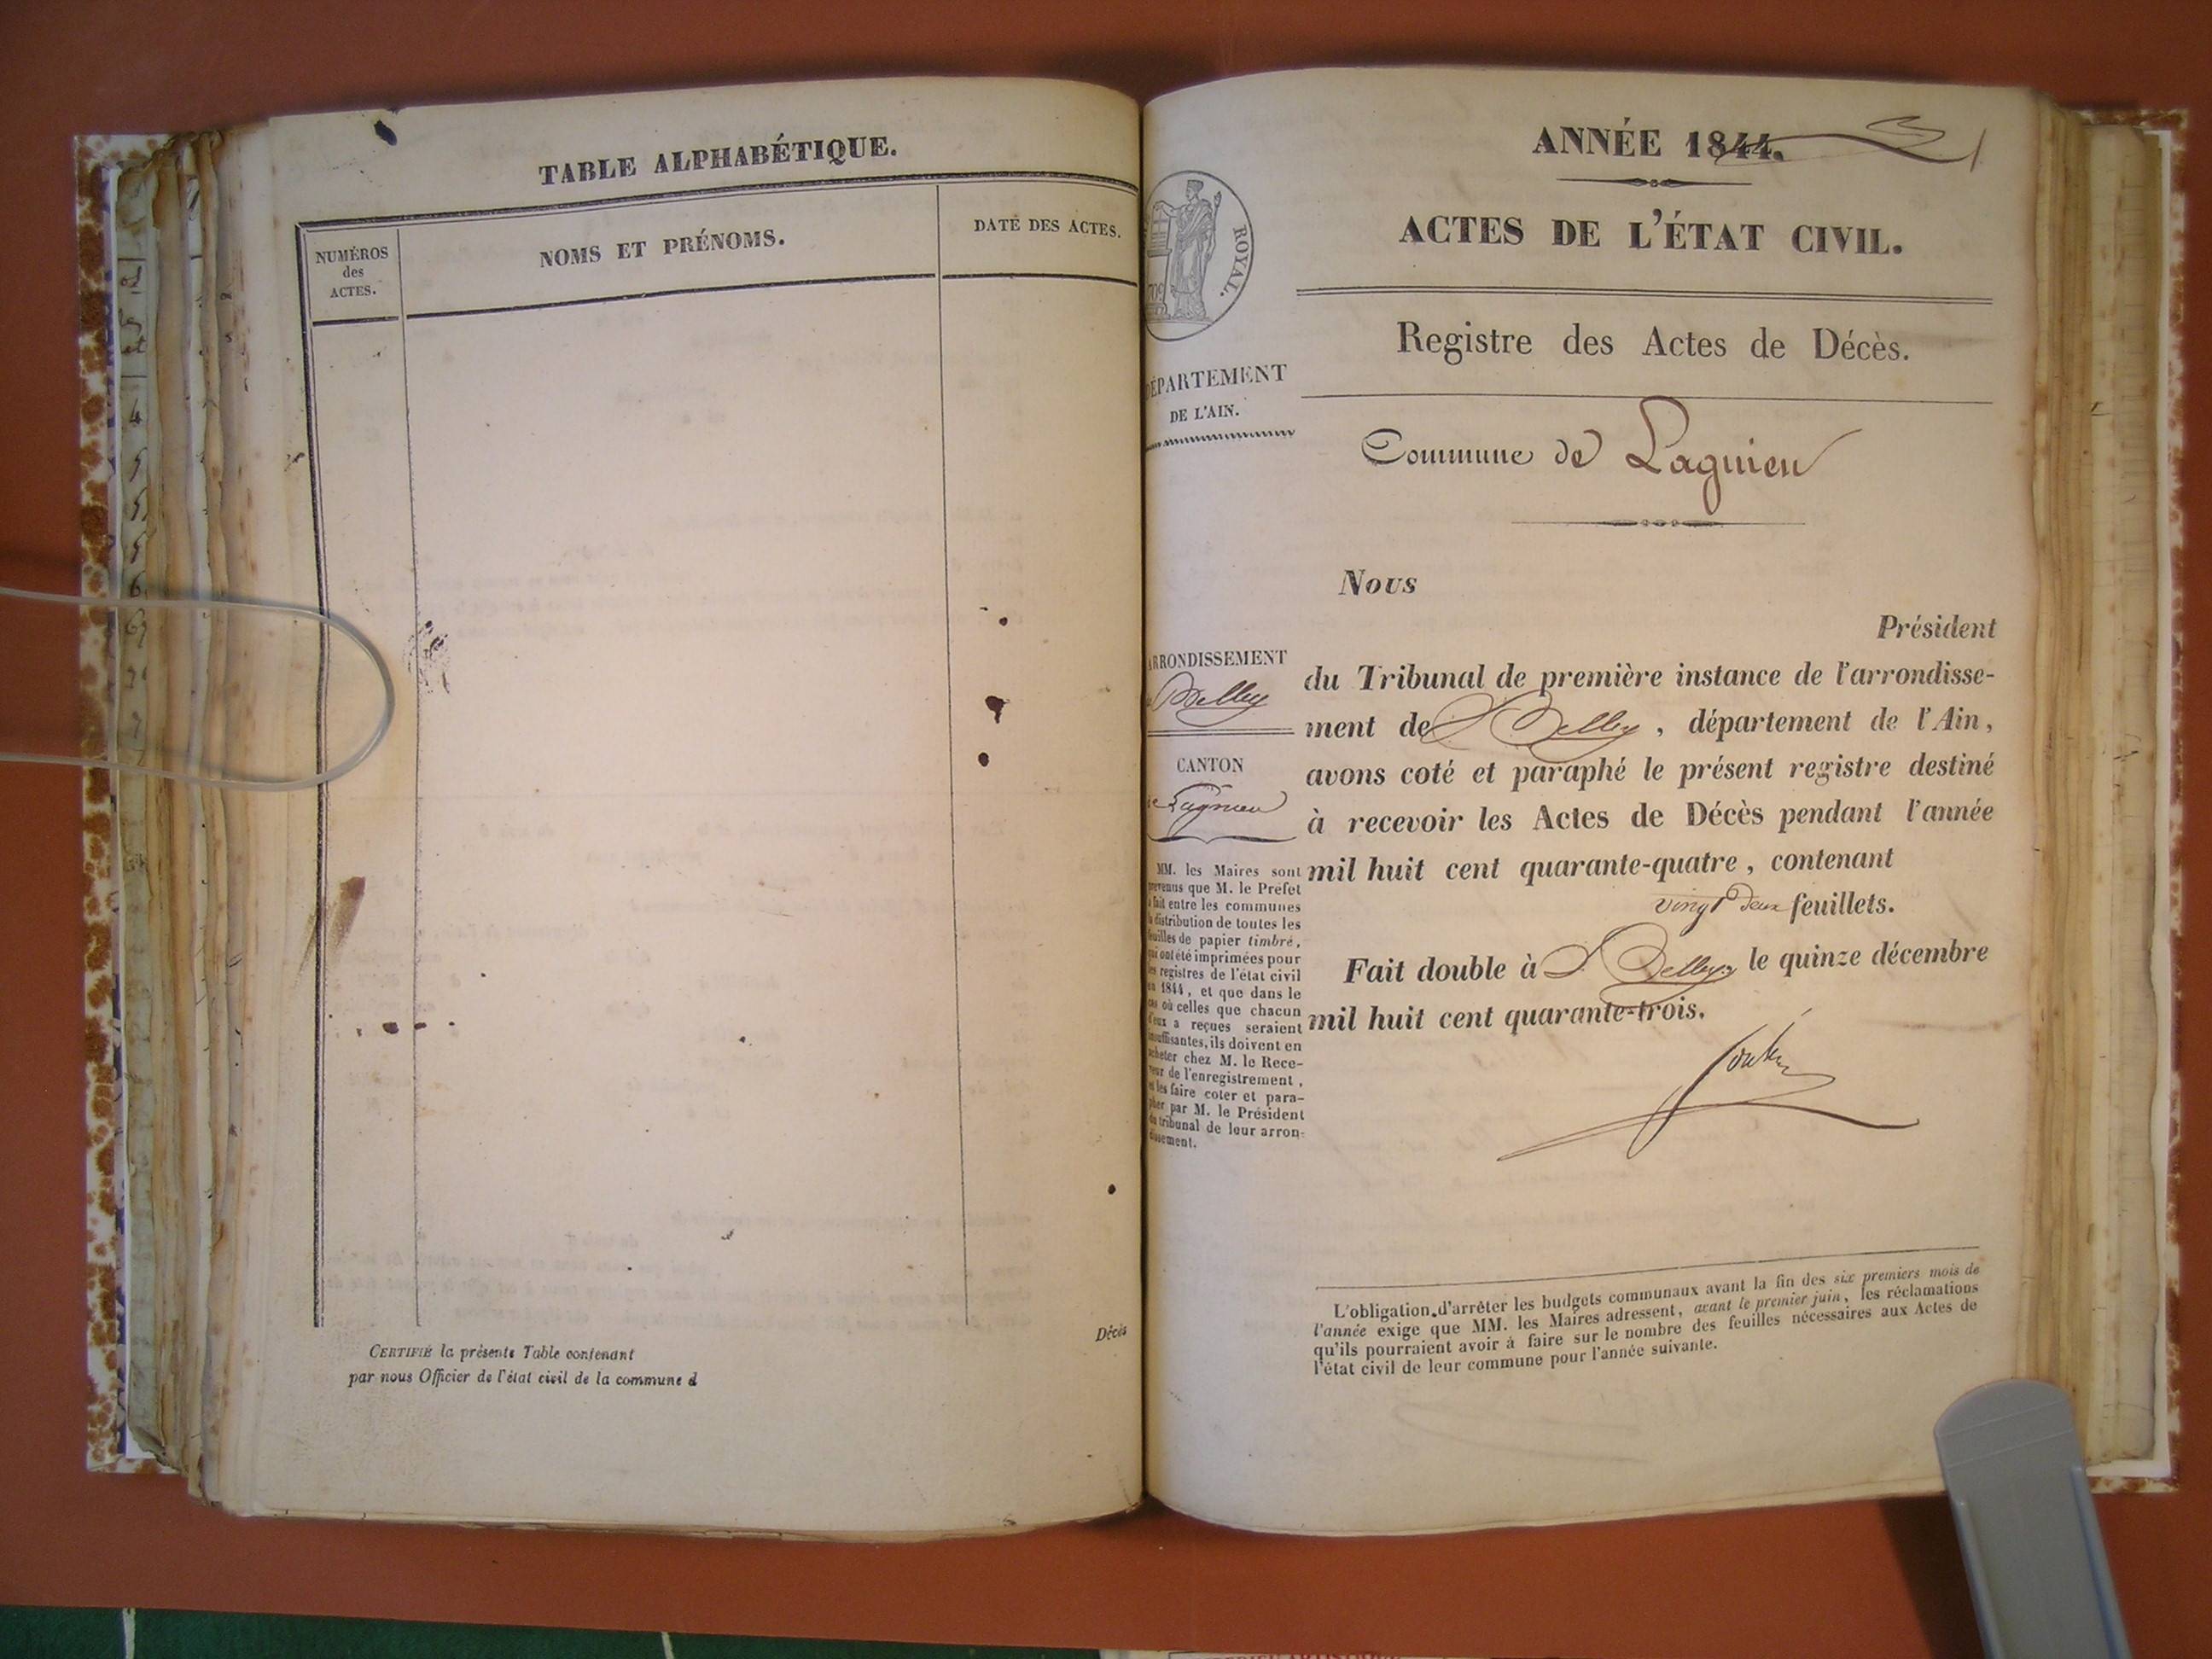 TABLE ALPHABÉTIQUE.
NUMÉROS
des
ACTES.
NOMS ET PRÉNOMS.
DATE DES ACTES.
CERTIFIÉ la présente Table contenant
par nous Officier de l'état civil de la commune d
Décès
ROYAL.
DÉPARTEMENT
DE L'AIN.
ARRONDISSEMENT
Belley
CANTON
de Lagnieu
MM. les Maires sont
prévenus que M. le Préfet
a fait entre les communes
la distribution de toutes les
feuilles de papier timbré,
qui ont été imprimées pour
les registres de l'état civil
en 1844, et que dans le
cas où celles que chacun
d'eux a reçues seraient
insuffisantes, ils doivent en
acheter chez M. le Rece-
veur de l'enregistrement,
et les faire coter et para-
pher par M. le Président
du tribunal de leur arron-
dissement.
ANNÉE 1844.
ACTES DE L'ÉTAT CIVIL.
Registre des Actes de Décès.
Commune de Lagnieu
Nous
Président
du Tribunal de première instance de l'arrondisse-
ment de Belley, département de l'Ain,
avons coté et paraphé le présent registre destiné
à recevoir les Actes de Décès pendant l'année
mil huit cent quarante-quatre, contenant
vingt deux feuillets.
Fait double à Belley le quinze décembre
mil huit cent quarante-trois.
L'obligation d'arrêter les budgets communaux avant la fin des six premiers mois de
l'année exige que MM. les Maires adressent, avant le premier juin, les réclamations
qu'ils pourraient avoir à faire sur le nombre des feuilles nécessaires aux Actes de
l'état civil de leur commune pour l'année suivante.